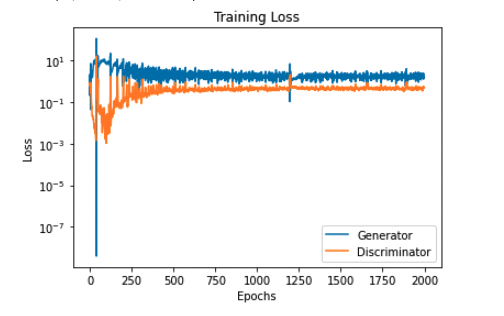 Training Loss
10¹
10⁻¹
10⁻³
10⁻⁵
10⁻⁷
Loss
Generator
Discriminator
0 250 500 750 1000 1250 1500 1750 2000
Epochs